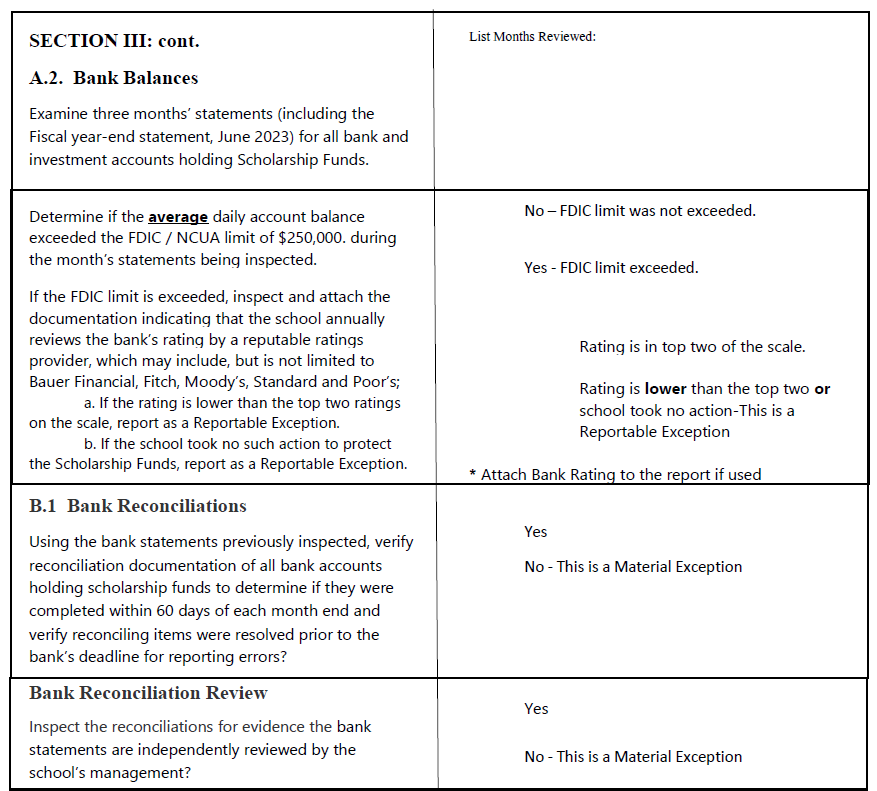 SECTION III: cont.
A.2.  Bank Balances
Examine three months’ statements (including the
Fiscal year-end statement, June 2023) for all bank and
investment accounts holding Scholarship Funds.
List Months Reviewed:
Determine if the average daily account balance
exceeded the FDIC / NCUA limit of $250,000. during
the month’s statements being inspected.
If the FDIC limit is exceeded, inspect and attach the
documentation indicating that the school annually
reviews the bank’s rating by a reputable ratings
provider, which may include, but is not limited to
Bauer Financial, Fitch, Moody’s, Standard and Poor’s;
a. If the rating is lower than the top two ratings
on the scale, report as a Reportable Exception.
b. If the school took no such action to protect
the Scholarship Funds, report as a Reportable Exception.
No – FDIC limit was not exceeded.
Yes - FDIC limit exceeded.
Rating is in top two of the scale.
Rating is lower than the top two or
school took no action-This is a
Reportable Exception
* Attach Bank Rating to the report if used
B.1  Bank Reconciliations
Using the bank statements previously inspected, verify
reconciliation documentation of all bank accounts
holding scholarship funds to determine if they were
completed within 60 days of each month end and
verify reconciling items were resolved prior to the
bank’s deadline for reporting errors?
Yes
No - This is a Material Exception
Bank Reconciliation Review
Inspect the reconciliations for evidence the bank
statements are independently reviewed by the
school’s management?
Yes
No - This is a Material Exception